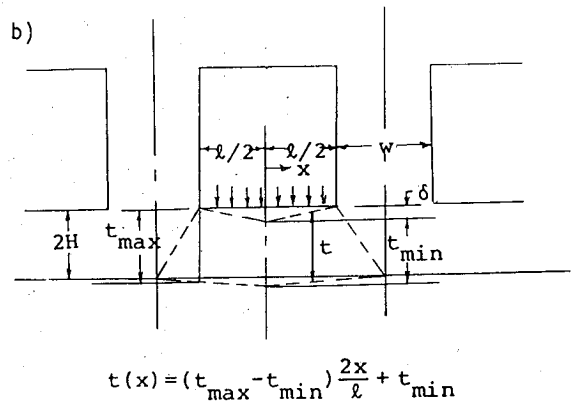 b)
ℓ/2 ℓ/2 w
x
δ
2H t_max t t_min
t(x)=(t_max-t_min) 2x/ℓ + t_min